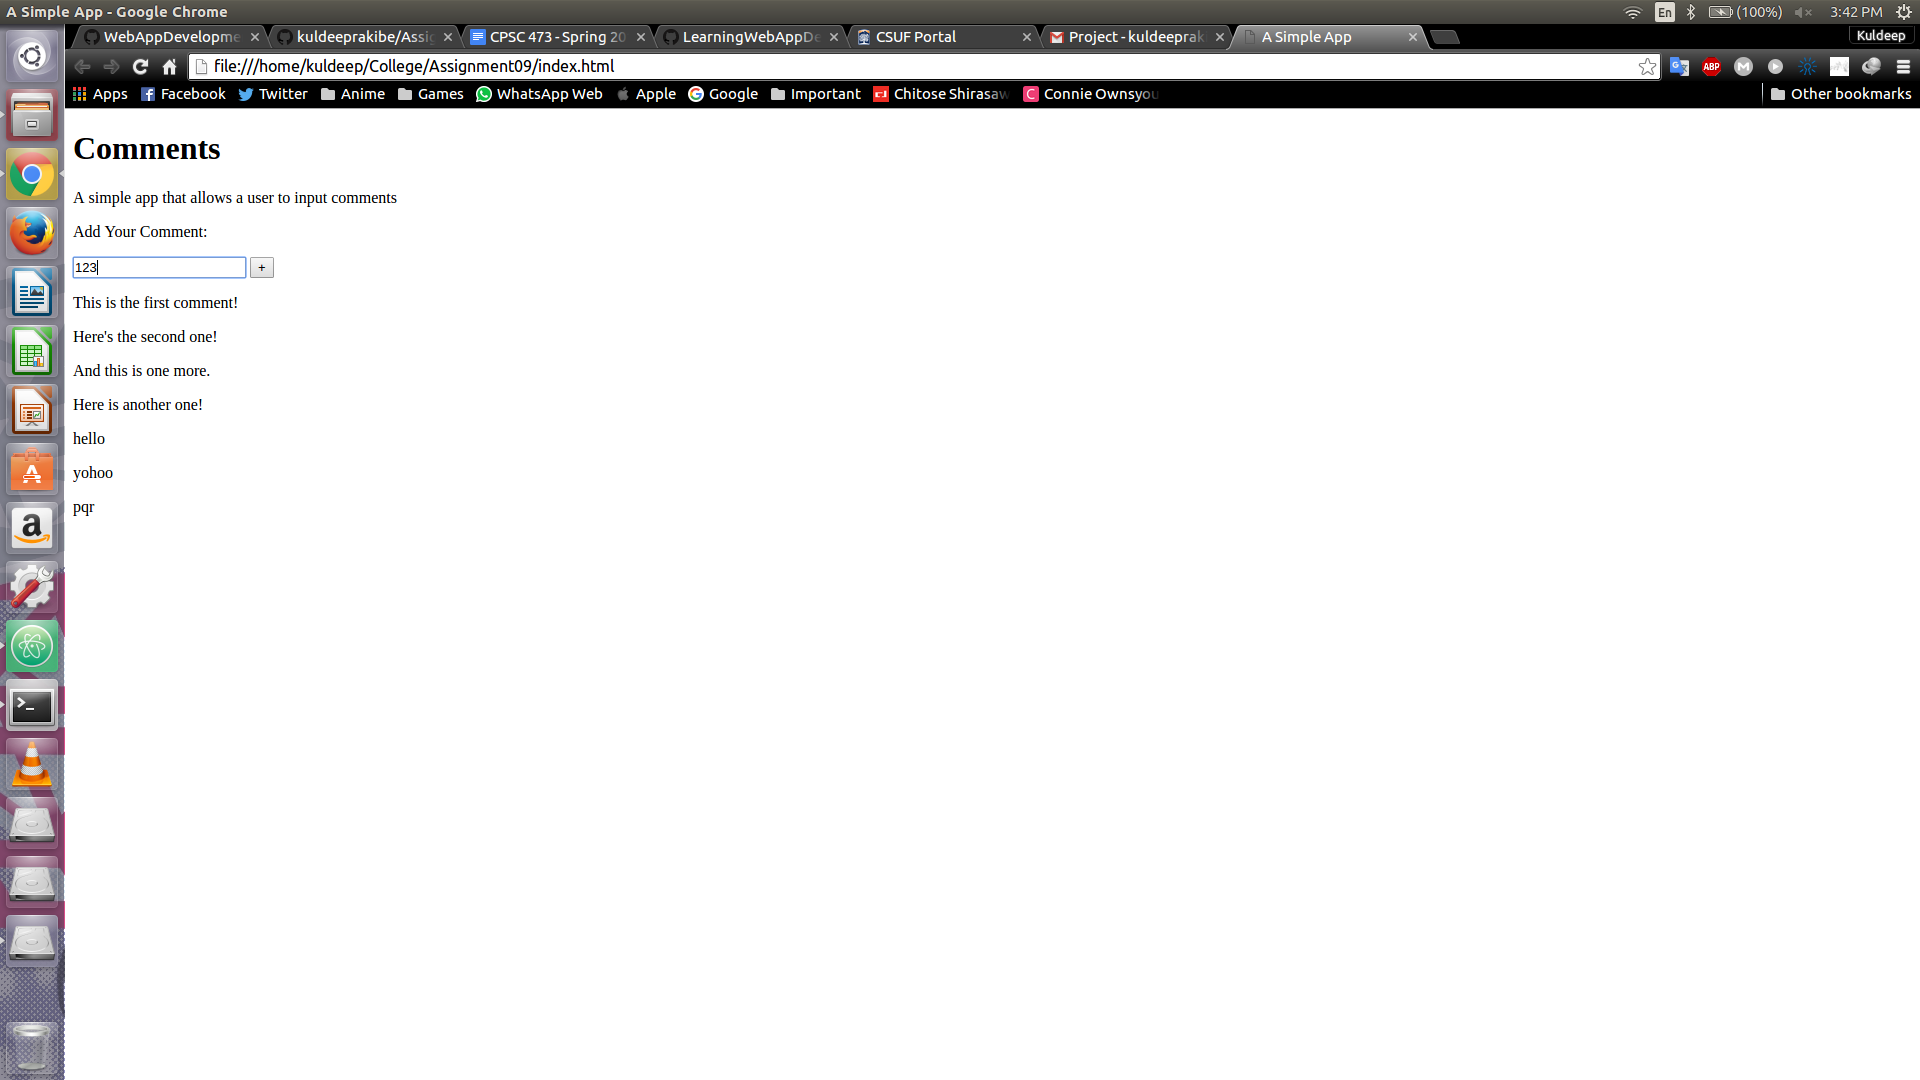 A Simple App - Google Chrome
En
(100%)
3:42 PM
WebAppDevelopme
kuldeeprakibe/Assig
CPSC 473 - Spring 20
LearningWebAppDe
CSUF Portal
Project - kuldeeprak
A Simple App
Kuldeep
file:///home/kuldeep/College/Assignment09/index.html
ABP
Apps
Facebook
Twitter
Anime
Games
WhatsApp Web
Apple
Google
Important
Chitose Shirasaw
Connie Ownsyou
Other bookmarks
Comments
A simple app that allows a user to input comments
Add Your Comment:
123
+
This is the first comment!
Here's the second one!
And this is one more.
Here is another one!
hello
yohoo
pqr